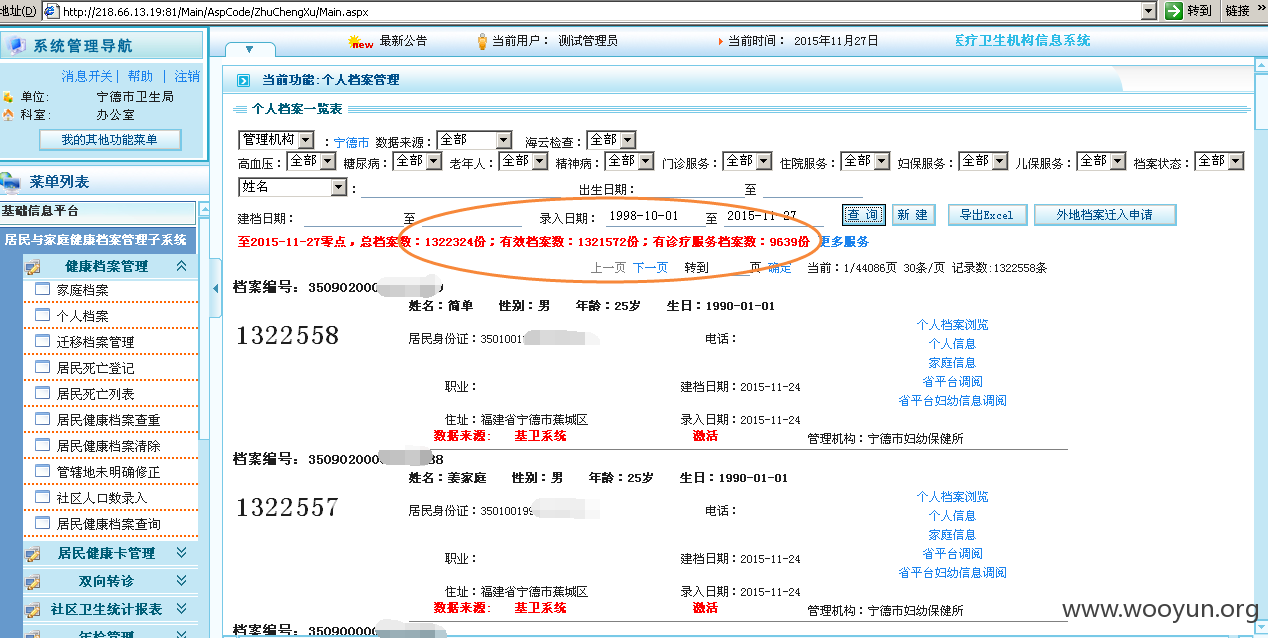 地址(D) http://218.66.13.19:81/Main/AspCode/ZhuChengXu/Main.aspx 转到 链接 »
系统管理导航
消息开关| 帮助 | 注销
单位: 宁德市卫生局
科室: 办公室
我的其他功能菜单
菜单列表
基础信息平台
居民与家庭健康档案管理子系统
健康档案管理
家庭档案
个人档案
迁移档案管理
居民死亡登记
居民死亡列表
居民健康档案查重
居民健康档案清除
管辖地未明确修正
社区人口数录入
居民健康档案查询
居民健康卡管理
双向转诊
社区卫生统计报表
年检管理
new 最新公告 当前用户: 测试管理员 当前时间: 2015年11月27日 医疗卫生机构信息系统
当前功能:个人档案管理
个人档案一览表
管理机构 :宁德市 数据来源:全部 海云检查:全部
高血压:全部 糖尿病:全部 老年人:全部 精神病:全部 门诊服务:全部 住院服务:全部 妇保服务:全部 儿保服务:全部 档案状态:全部
姓名 : 出生日期: 至
建档日期: 至 录入日期: 1998-10-01 至 2015-11-27 查 询 新 建 导出Excel 外地档案迁入申请
至2015-11-27零点,总档案数:1322324份;有效档案数:1321572份;有诊疗服务档案数:9639份 更多服务
上一页 下一页 转到 页 确定 当前:1/44086页 30条/页 记录数:1322558条
档案编号: 350902000
姓名:简单 性别:男 年龄:25岁 生日:1990-01-01
1322558
居民身份证:3501001 电话:
职业: 建档日期:2015-11-24
住址:福建省宁德市蕉城区 录入日期:2015-11-24
数据来源: 基卫系统 激活 管理机构:宁德市妇幼保健所
个人档案浏览
个人信息
家庭信息
省平台调阅
省平台妇幼信息调阅
档案编号: 35090200 38
姓名:姜家庭 性别:男 年龄:25岁 生日:1990-01-01
1322557
居民身份证:350100199 电话:
职业: 建档日期:2015-11-24
住址:福建省宁德市蕉城区 录入日期:2015-11-24
数据来源: 基卫系统 激活 管理机构:宁德市妇幼保健所
个人档案浏览
个人信息
家庭信息
省平台调阅
省平台妇幼信息调阅
档案编号: 350900000
www.wooyun.org